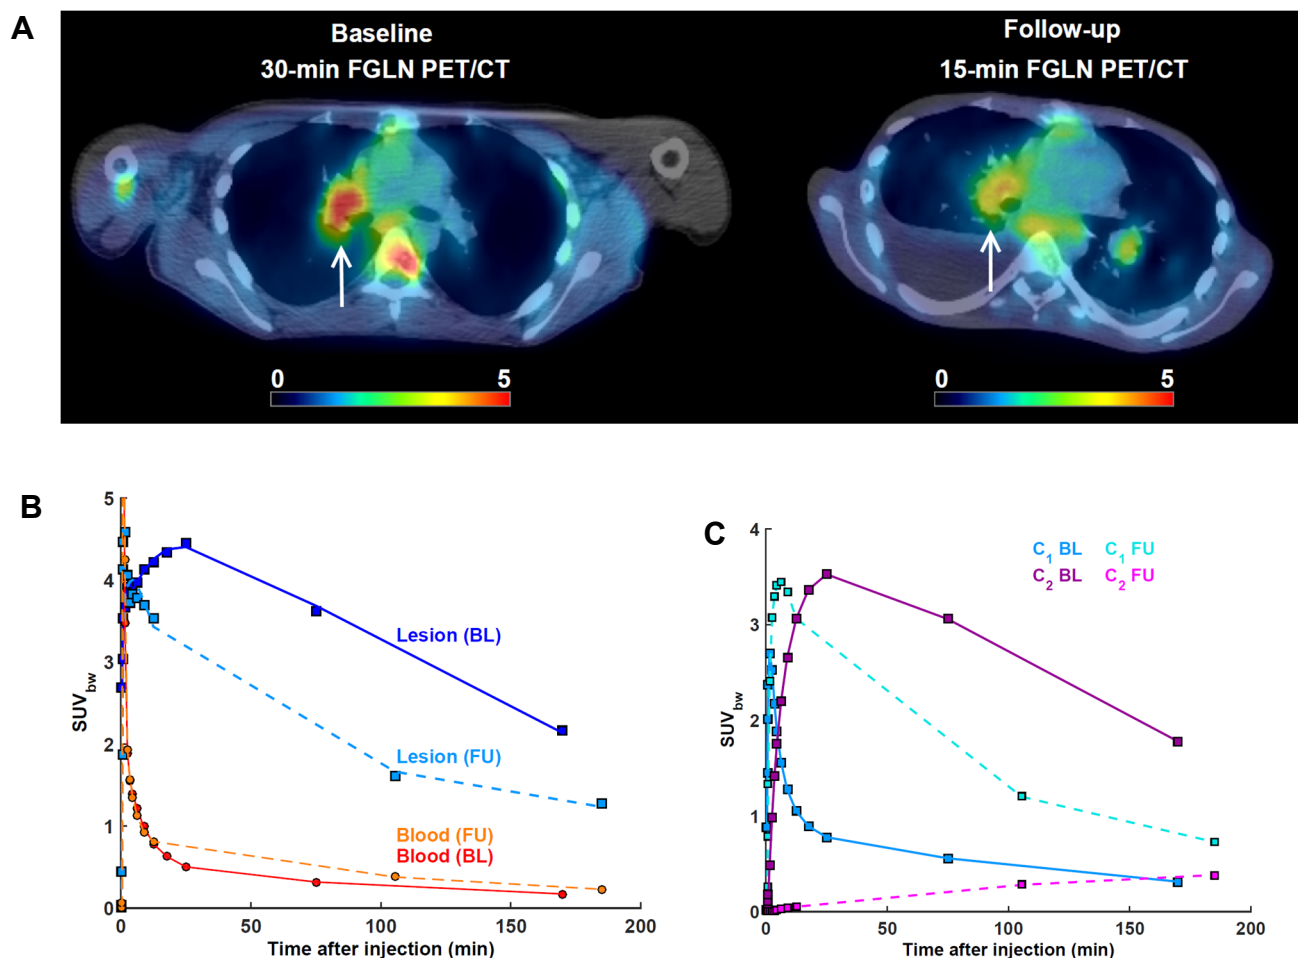 A
Baseline
30-min FGLN PET/CT
Follow-up
15-min FGLN PET/CT
0 5
0 5
B
5
4
3
2
1
0
SUVbw
Lesion (BL)
Lesion (FU)
Blood (FU)
Blood (BL)
0 50 100 150 200
Time after injection (min)
C
4
3
2
1
0
SUVbw
C1 BL C1 FU
C2 BL C2 FU
0 50 100 150 200
Time after injection (min)